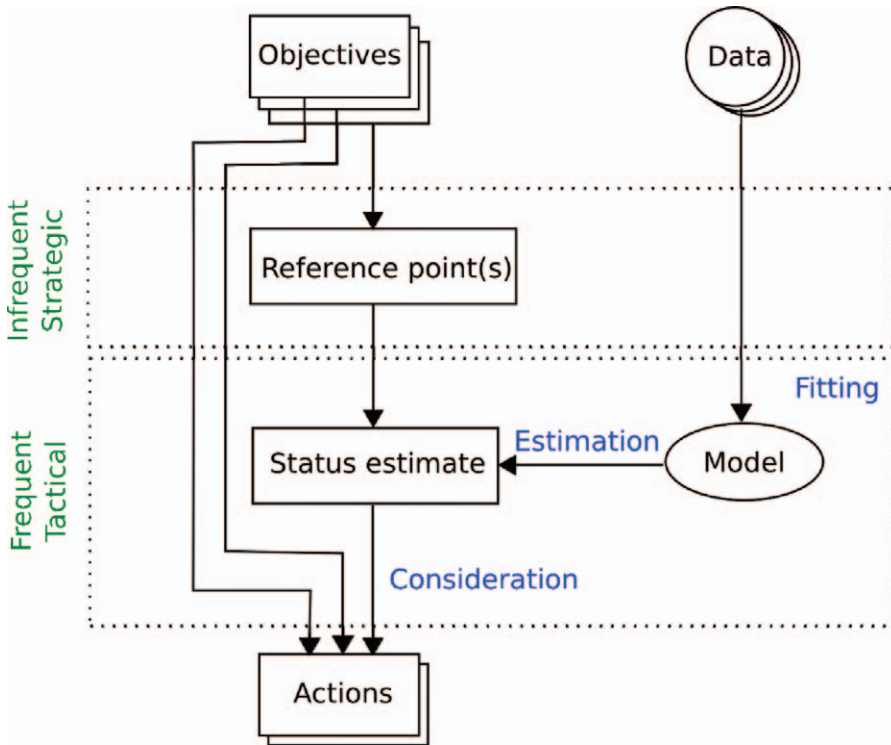 Objectives
Data
Infrequent
Strategic
Reference point(s)
Frequent
Tactical
Fitting
Status estimate
Estimation
Model
Consideration
Actions